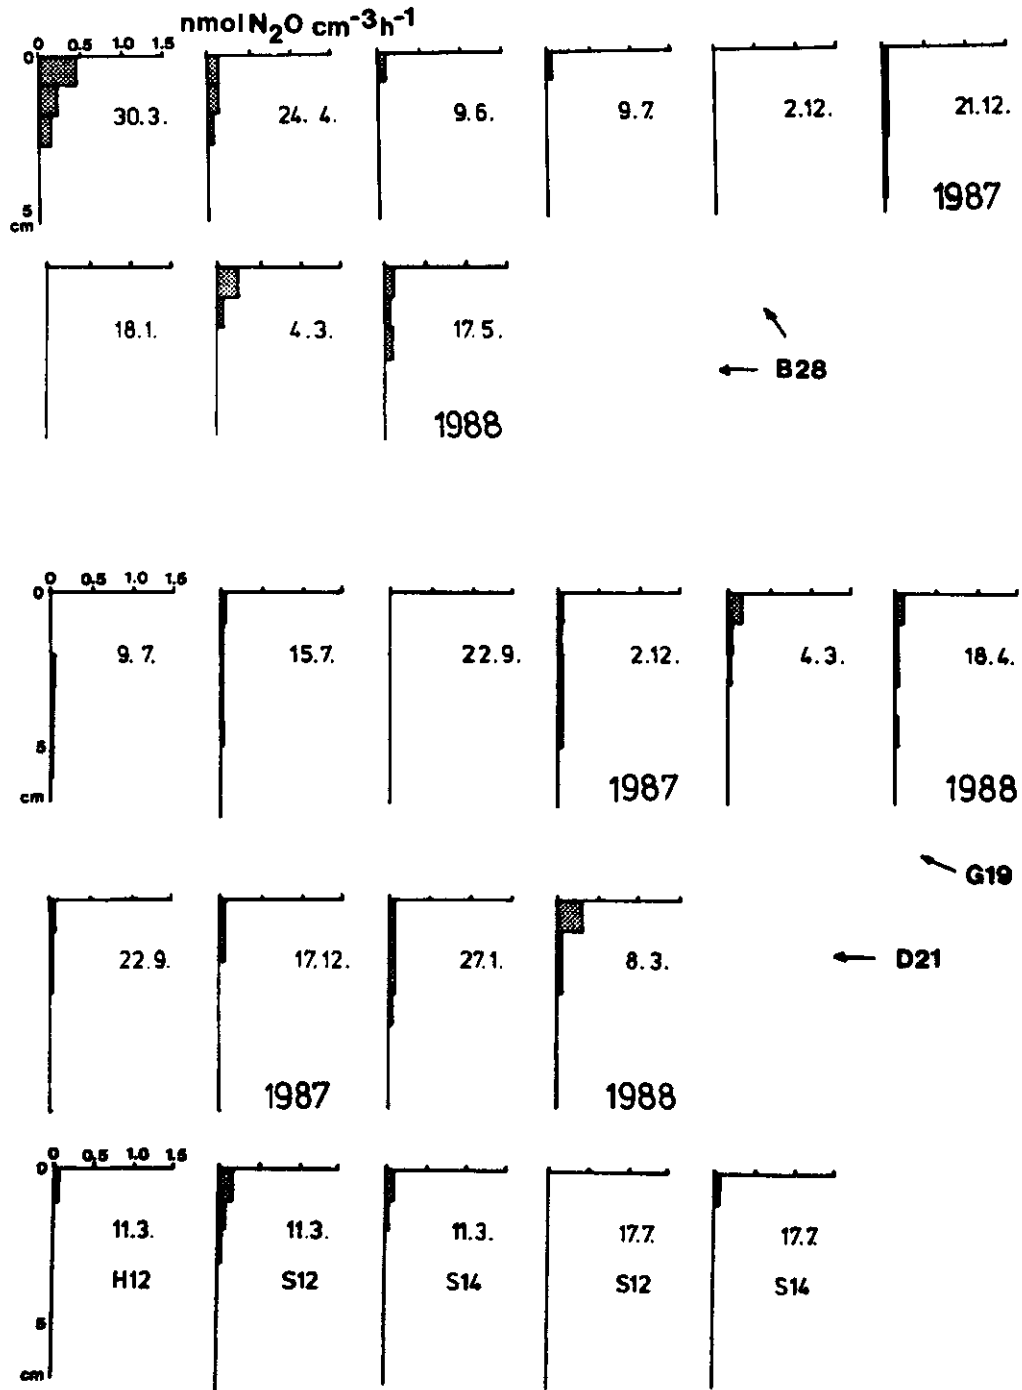 nmol N₂O cm⁻³ h⁻¹
0 0.5 1.0 1.5
0
30.3. 24. 4. 9.6. 9.7. 2.12. 21.12.
5
cm
1987
18.1. 4.3. 17.5.
B28
1988
0 0.5 1.0 1.5
0
9. 7. 15.7. 22.9. 2.12. 4.3. 18.4.
5
cm
1987 1988
G19
22.9. 17.12. 27.1. 8.3.
D21
1987 1988
0 0.5 1.0 1.5
0
11.3. 11.3. 11.3. 17.7. 17.7.
H12 S12 S14 S12 S14
5
cm